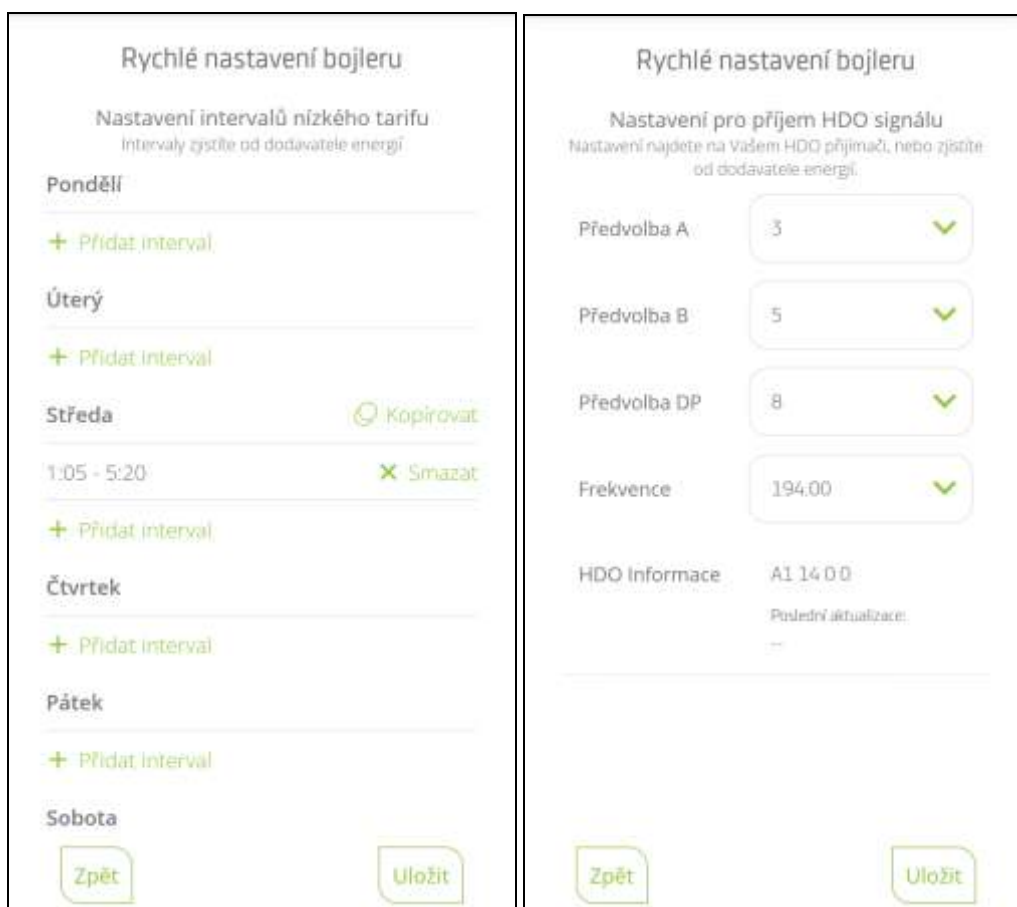 Rychlé nastavení bojleru
Nastavení intervalů nízkého tarifu
Intervaly zjistíte od dodavatele energií
Pondělí
+ Přidat interval
Úterý
+ Přidat interval
Středa
Kopírovat
1:05 - 5:20
Smazat
+ Přidat interval
Čtvrtek
+ Přidat interval
Pátek
+ Přidat interval
Sobota
Zpět
Uložit
Rychlé nastavení bojleru
Nastavení pro příjem HDO signálu
Nastavení najdete na Vašem HDO přijímači, nebo zjistíte
od dodavatele energií.
Předvolba A
3
Předvolba B
5
Předvolba DP
8
Frekvence
194.00
HDO Informace
A1 14 0 0
Poslední aktualizace:
--
Zpět
Uložit